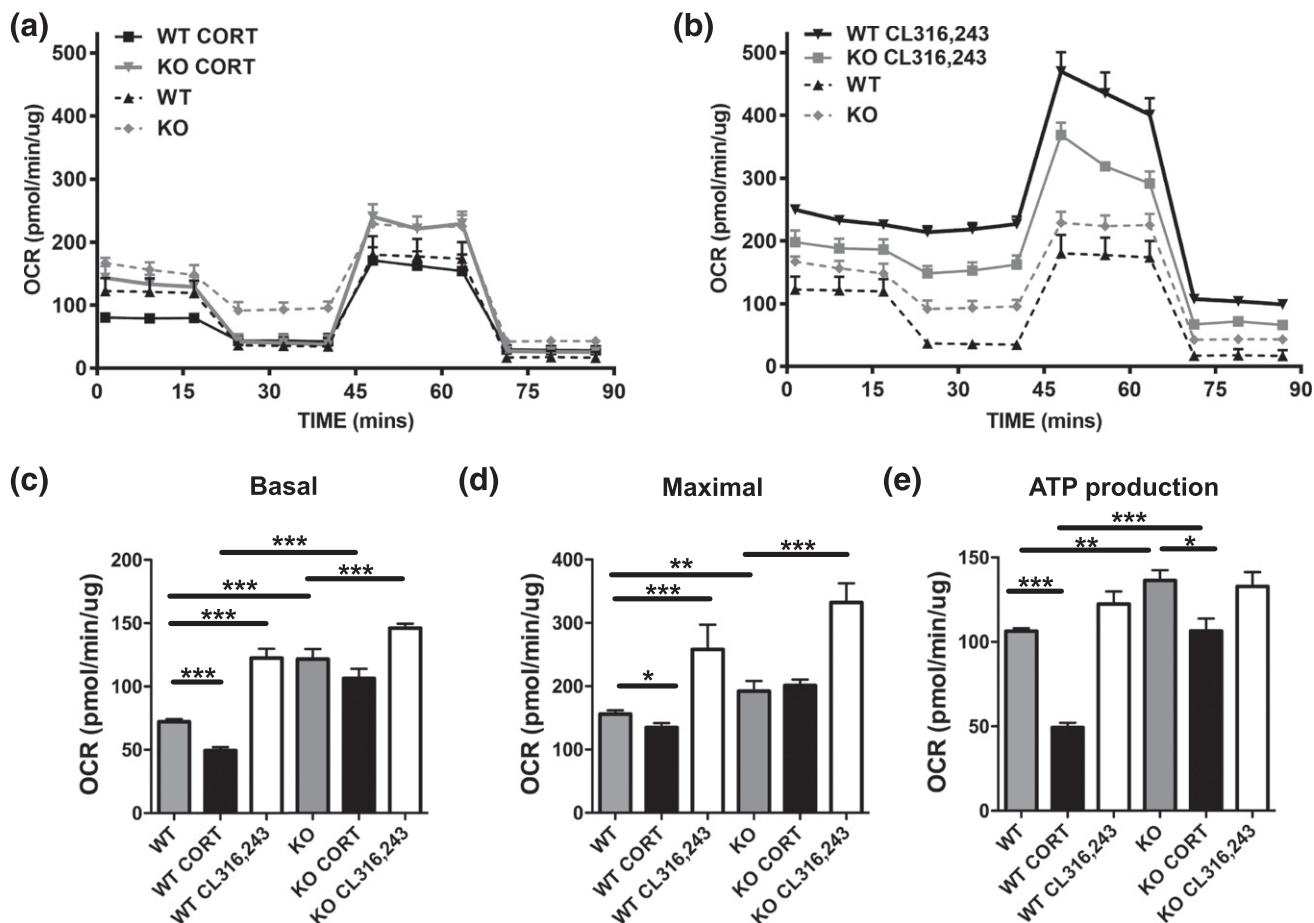 (a)
WT CORT
KO CORT
WT
KO
500
400
300
200
100
0
OCR (pmol/min/ug)
0 15 30 45 60 75 90
TIME (mins)
(b)
WT CL316,243
KO CL316,243
WT
KO
500
400
300
200
100
0
OCR (pmol/min/ug)
0 15 30 45 60 75 90
TIME (mins)
(c)
Basal
***
***
***
***
***
200
150
100
50
0
OCR (pmol/min/ug)
WT
WT CORT
WT CL316,243
KO
KO CORT
KO CL316,243
(d)
Maximal
***
**
***
*
400
300
200
100
0
OCR (pmol/min/ug)
WT
WT CORT
WT CL316,243
KO
KO CORT
KO CL316,243
(e)
ATP production
***
** *
***
150
100
50
0
OCR (pmol/min/ug)
WT
WT CORT
WT CL316,243
KO
KO CORT
KO CL316,243